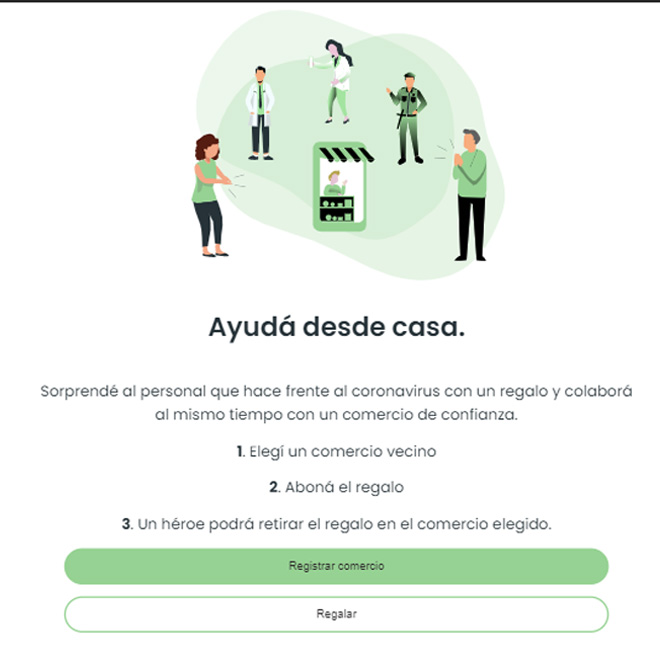 Ayudá desde casa.
Sorprendé al personal que hace frente al coronavirus con un regalo y colaborá
al mismo tiempo con un comercio de confianza.
1. Elegí un comercio vecino
2. Aboná el regalo
3. Un héroe podrá retirar el regalo en el comercio elegido.
Registrar comercio
Regalar